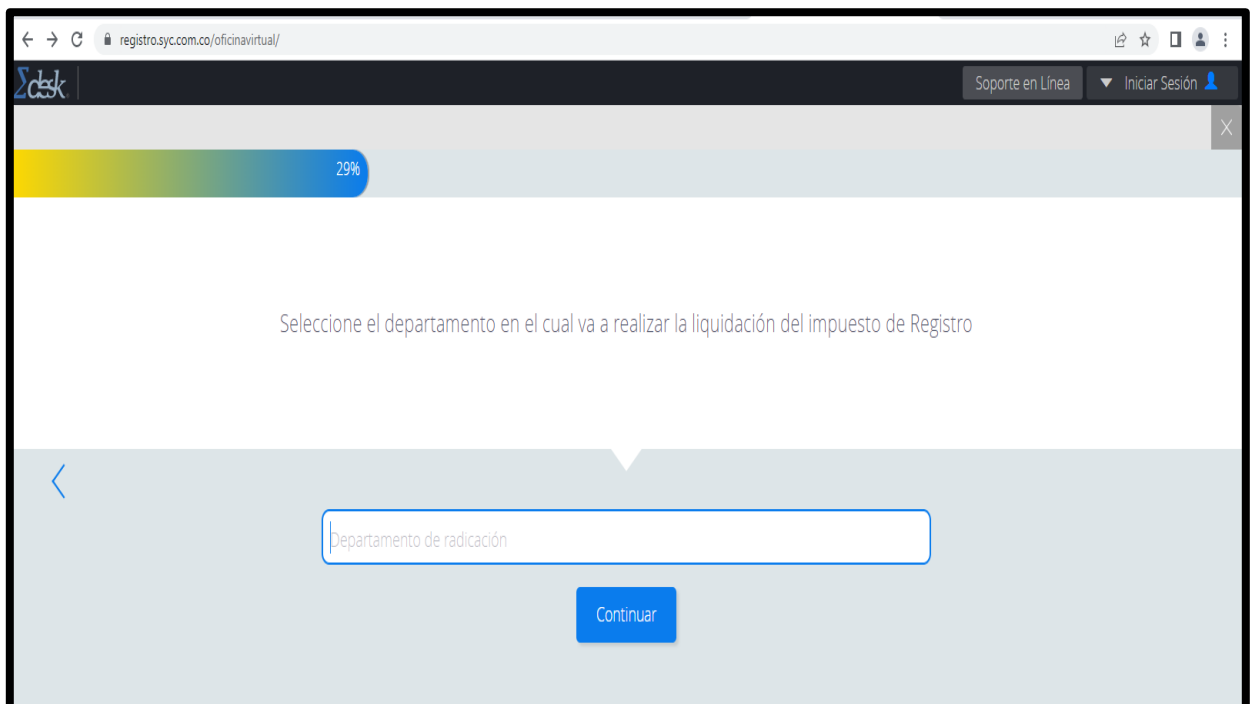 registro.syc.com.co/oficinavirtual/
Σdesk.
Soporte en Línea
Iniciar Sesión
X
29%
Seleccione el departamento en el cual va a realizar la liquidación del impuesto de Registro
Departamento de radicación
Continuar